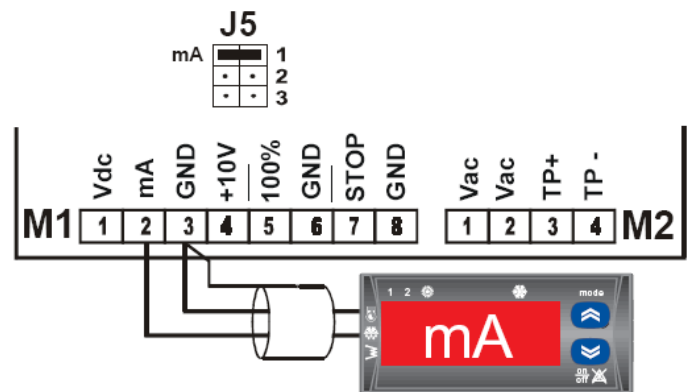 J5
mA 1
2
3
Vdc mA GND +10V 100% GND STOP GND Vac Vac TP+ TP -
M1 1 2 3 4 5 6 7 8 1 2 3 4 M2
1 2 mode
mA
on
off